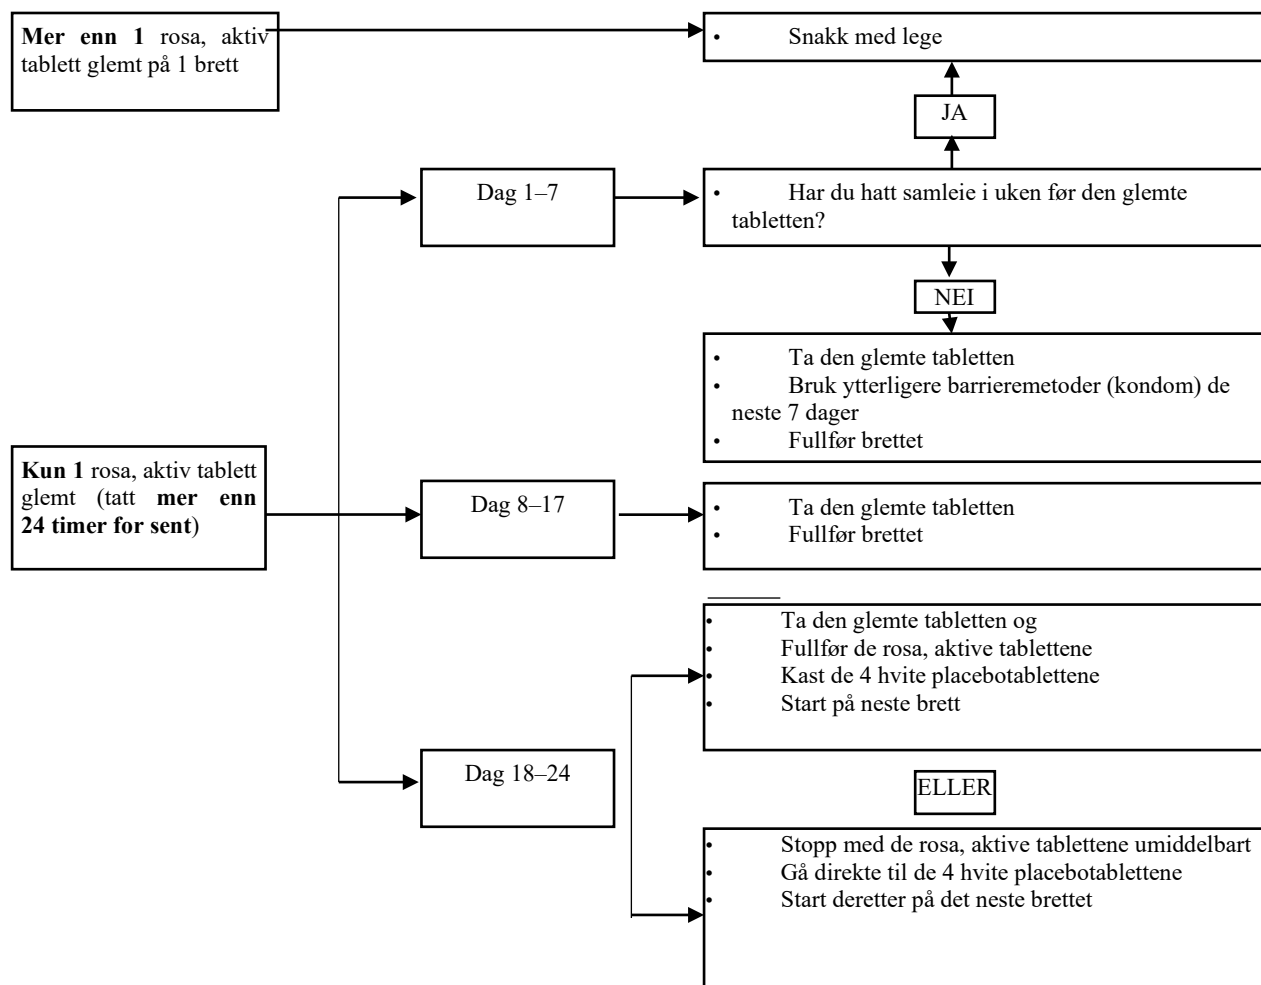 Mer enn 1 rosa, aktiv
tablett glemt på 1 brett
• Snakk med lege
JA
Dag 1–7
• Har du hatt samleie i uken før den glemte
tabletten?
NEI
• Ta den glemte tabletten
• Bruk ytterligere barrieremetoder (kondom) de
neste 7 dager
• Fullfør brettet
Kun 1 rosa, aktiv tablett
glemt (tatt mer enn
24 timer for sent)
Dag 8–17
• Ta den glemte tabletten
• Fullfør brettet
Dag 18–24
• Ta den glemte tabletten og
• Fullfør de rosa, aktive tablettene
• Kast de 4 hvite placebotablettene
• Start på neste brett
ELLER
• Stopp med de rosa, aktive tablettene umiddelbart
• Gå direkte til de 4 hvite placebotablettene
• Start deretter på det neste brettet